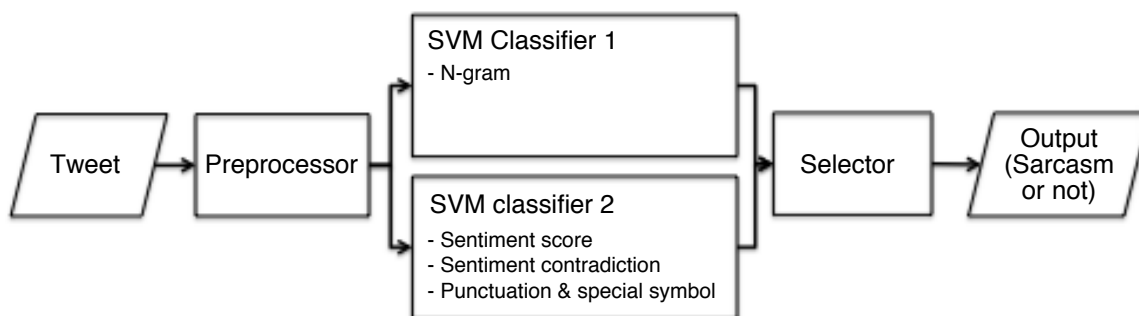 Tweet
Preprocessor
SVM Classifier 1
- N-gram
SVM classifier 2
- Sentiment score
- Sentiment contradiction
- Punctuation & special symbol
Selector
Output
(Sarcasm
or not)